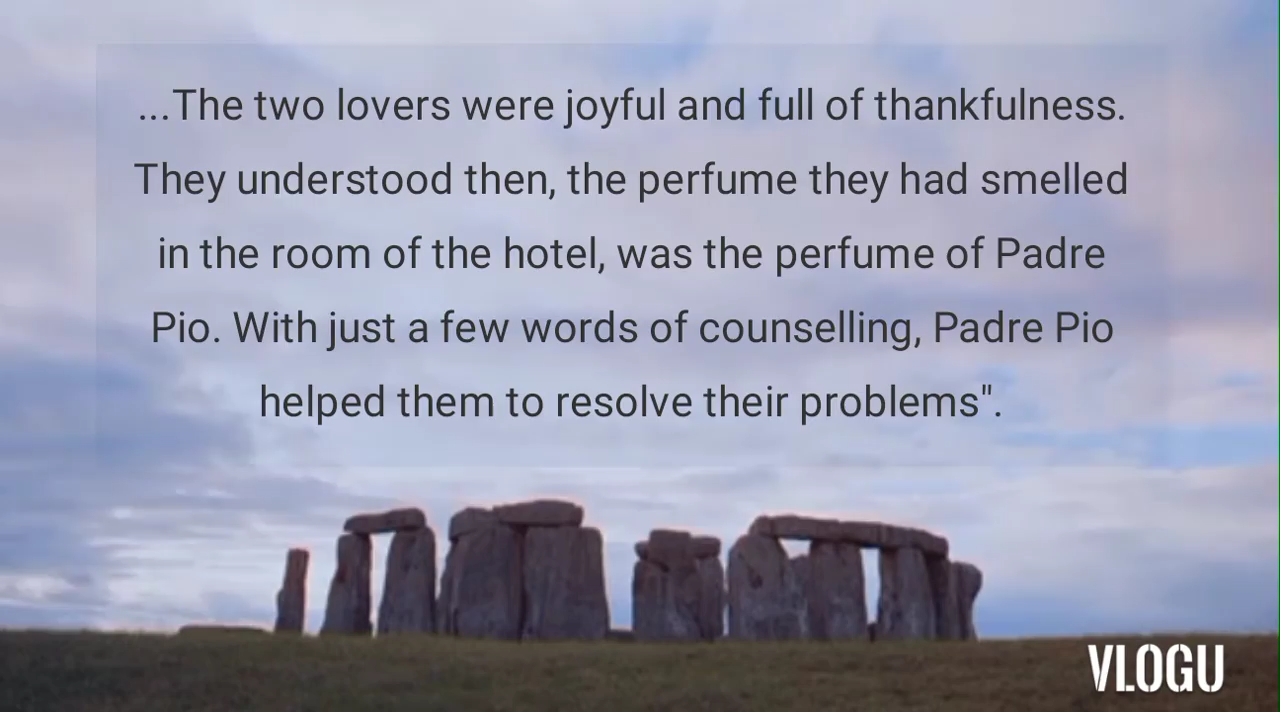 ...The two lovers were joyful and full of thankfulness.
They understood then, the perfume they had smelled
in the room of the hotel, was the perfume of Padre
Pio. With just a few words of counselling, Padre Pio
helped them to resolve their problems".
VLOGU